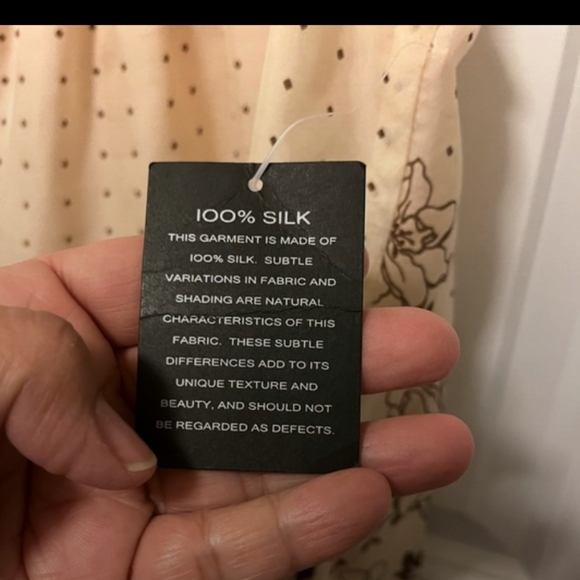 100% SILK
THIS GARMENT IS MADE OF
100% SILK. SUBTLE
VARIATIONS IN FABRIC AND
SHADING ARE NATURAL
CHARACTERISTICS OF THIS
FABRIC. THESE SUBTLE
DIFFERENCES ADD TO ITS
UNIQUE TEXTURE AND
BEAUTY, AND SHOULD NOT
BE REGARDED AS DEFECTS.